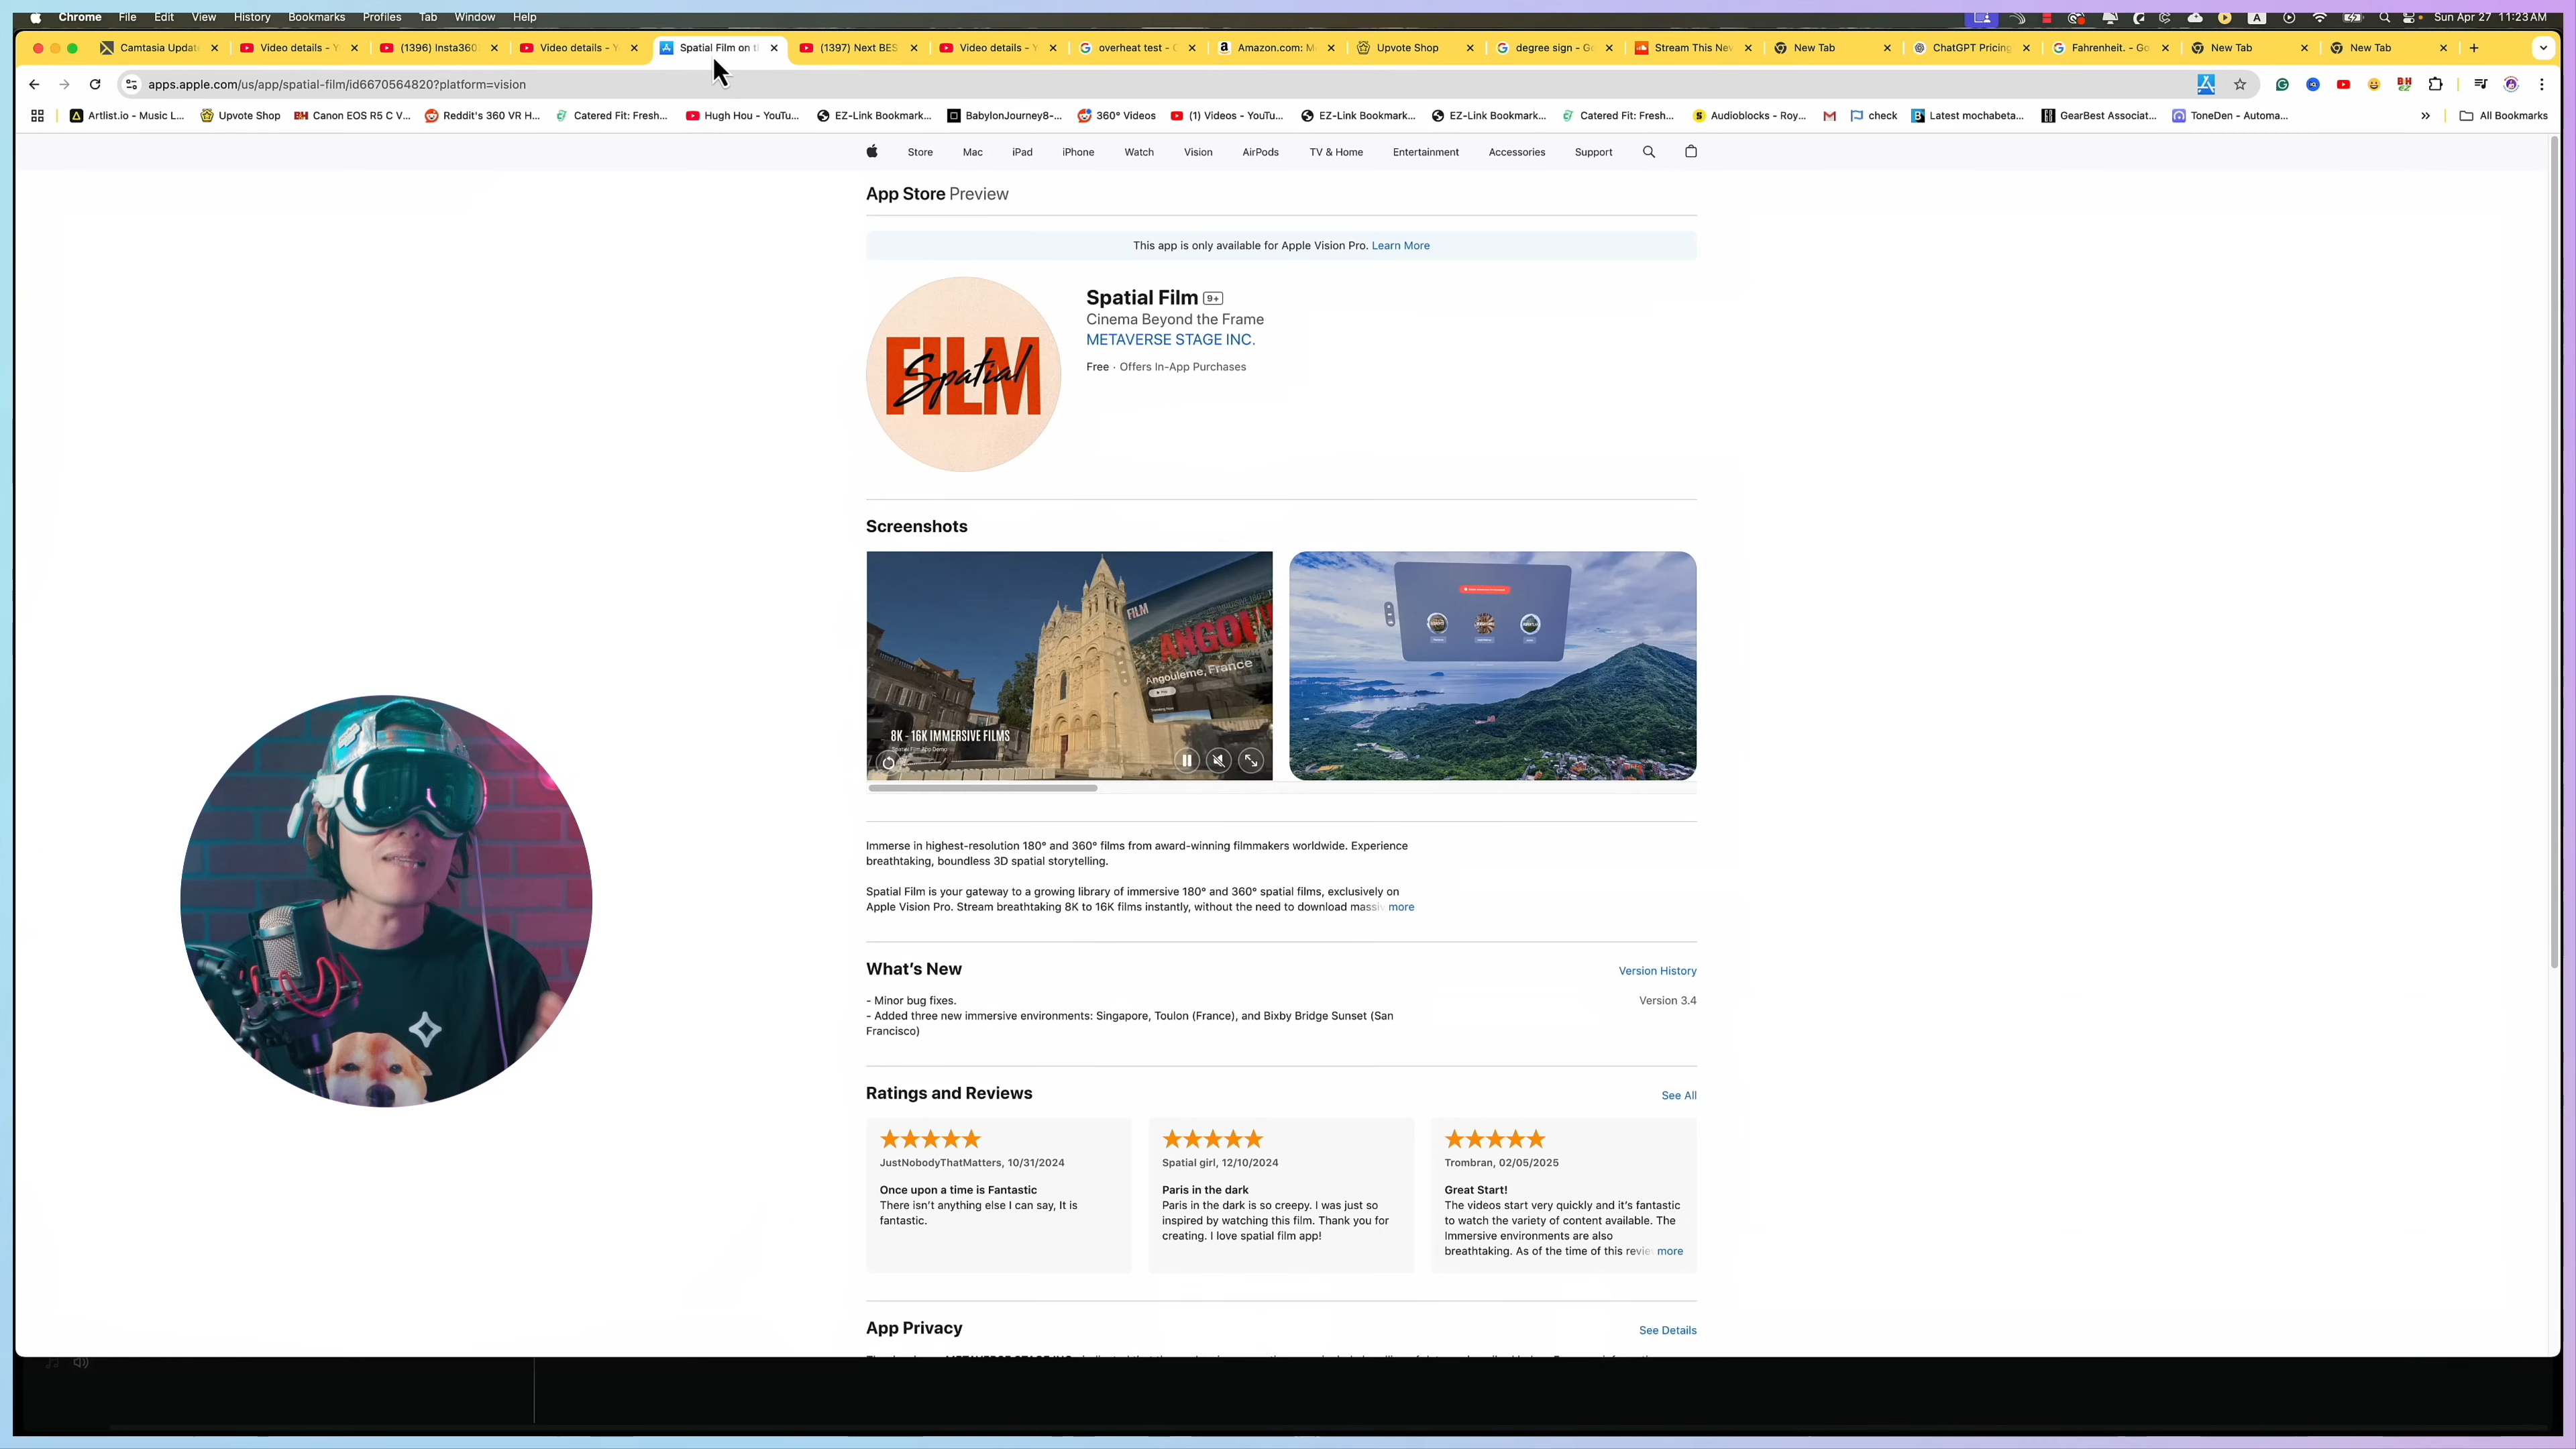 Chrome File Edit View History Bookmarks Profiles Tab Window Help Sun Apr 27 11:23 AM
Camtasia Updat Video details - Y (1396) Insta360 Video details - Y Spatial Film on t (1397) Next BES Video details - Y overheat test - G Amazon.com: M Upvote Shop degree sign - Go Stream This Nev New Tab ChatGPT Pricing Fahrenheit. - Go New Tab New Tab
apps.apple.com/us/app/spatial-film/id6670564820?platform=vision
Artlist.io - Music L... Upvote Shop Canon EOS R5 C V... Reddit's 360 VR H... Catered Fit: Fresh... Hugh Hou - YouTu... EZ-Link Bookmark... BabylonJourney8-... 360° Videos (1) Videos - YouTu... EZ-Link Bookmark... EZ-Link Bookmark... Catered Fit: Fresh... Audioblocks - Roy... check Latest mochabeta... GearBest Associat... ToneDen - Automa... All Bookmarks
Store Mac iPad iPhone Watch Vision AirPods TV & Home Entertainment Accessories Support
App Store Preview
This app is only available for Apple Vision Pro. Learn More
FILM
Spatial
Spatial Film 9+
Cinema Beyond the Frame
METAVERSE STAGE INC.
Free · Offers In-App Purchases
Screenshots
FILM
Angouleme, France
8K - 16K IMMERSIVE FILMS
Spatial Film App Demo
Immerse in highest-resolution 180° and 360° films from award-winning filmmakers worldwide. Experience
breathtaking, boundless 3D spatial storytelling.
Spatial Film is your gateway to a growing library of immersive 180° and 360° spatial films, exclusively on
Apple Vision Pro. Stream breathtaking 8K to 16K films instantly, without the need to download massiv more
What's New Version History
- Minor bug fixes. Version 3.4
- Added three new immersive environments: Singapore, Toulon (France), and Bixby Bridge Sunset (San
Francisco)
Ratings and Reviews See All
JustNobodyThatMatters, 10/31/2024
Once upon a time is Fantastic
There isn't anything else I can say, It is
fantastic.
Spatial girl, 12/10/2024
Paris in the dark
Paris in the dark is so creepy. I was just so
inspired by watching this film. Thank you for
creating. I love spatial film app!
Trombran, 02/05/2025
Great Start!
The videos start very quickly and it's fantastic
to watch the variety of content available. The
Immersive environments are also
breathtaking. As of the time of this revie more
App Privacy See Details